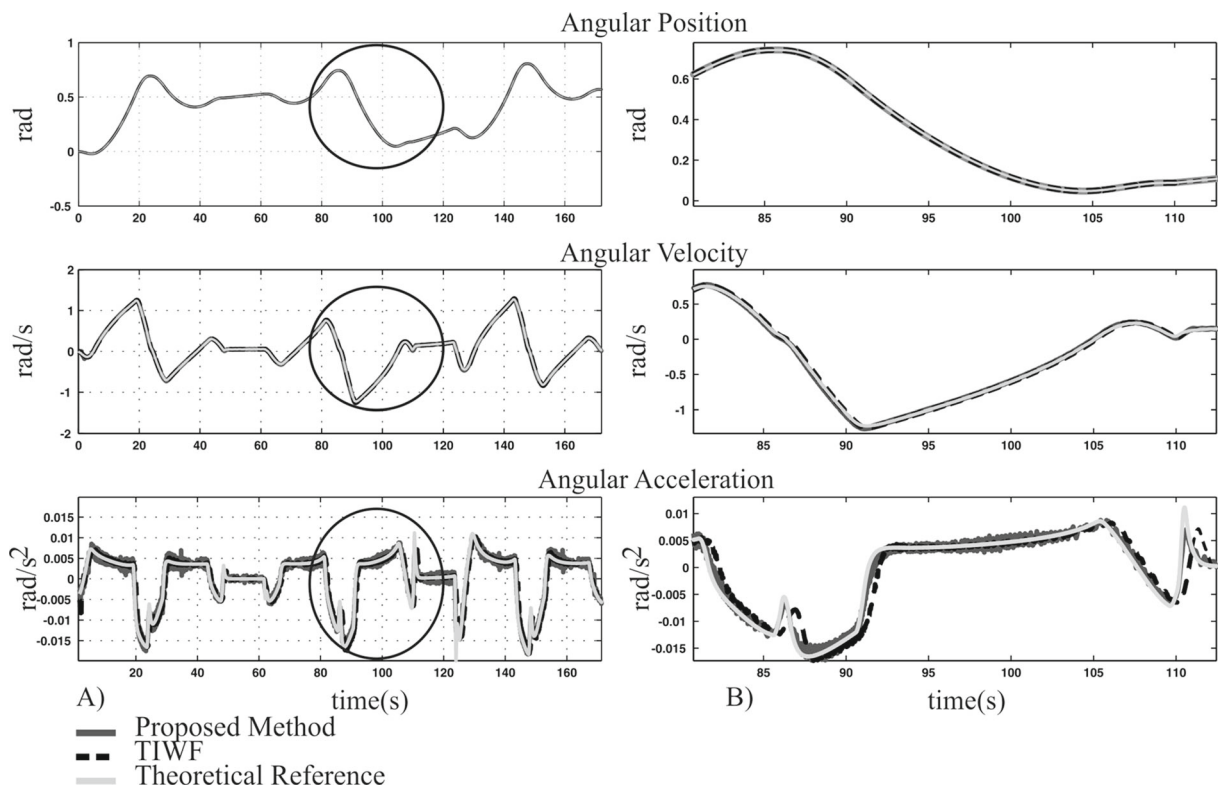 Angular Position
rad
1
0.5
0
-0.5
0 20 40 60 80 100 120 140 160
rad
0.6
0.4
0.2
0
85 90 95 100 105 110
Angular Velocity
rad/s
2
1
0
-1
-2
0 20 40 60 80 100 120 140 160
rad/s
0.5
0
-0.5
-1
85 90 95 100 105 110
Angular Acceleration
rad/s2
0.015
0.01
0.005
0
-0.005
-0.01
-0.015
0 20 40 60 80 100 120 140 160
rad/s2
0.01
0.005
0
-0.005
-0.01
-0.015
85 90 95 100 105 110
A) time(s)
B) time(s)
Proposed Method
TIWF
Theoretical Reference